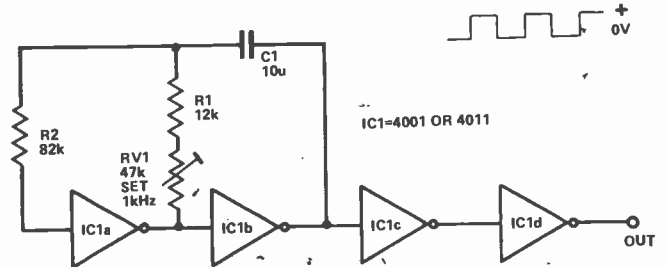 +
0V
C1
10u
R1
12k
IC1=4001 OR 4011
R2
82k
RV1
47k
SET
1kHz
IC1a
IC1b
IC1c
IC1d
OUT